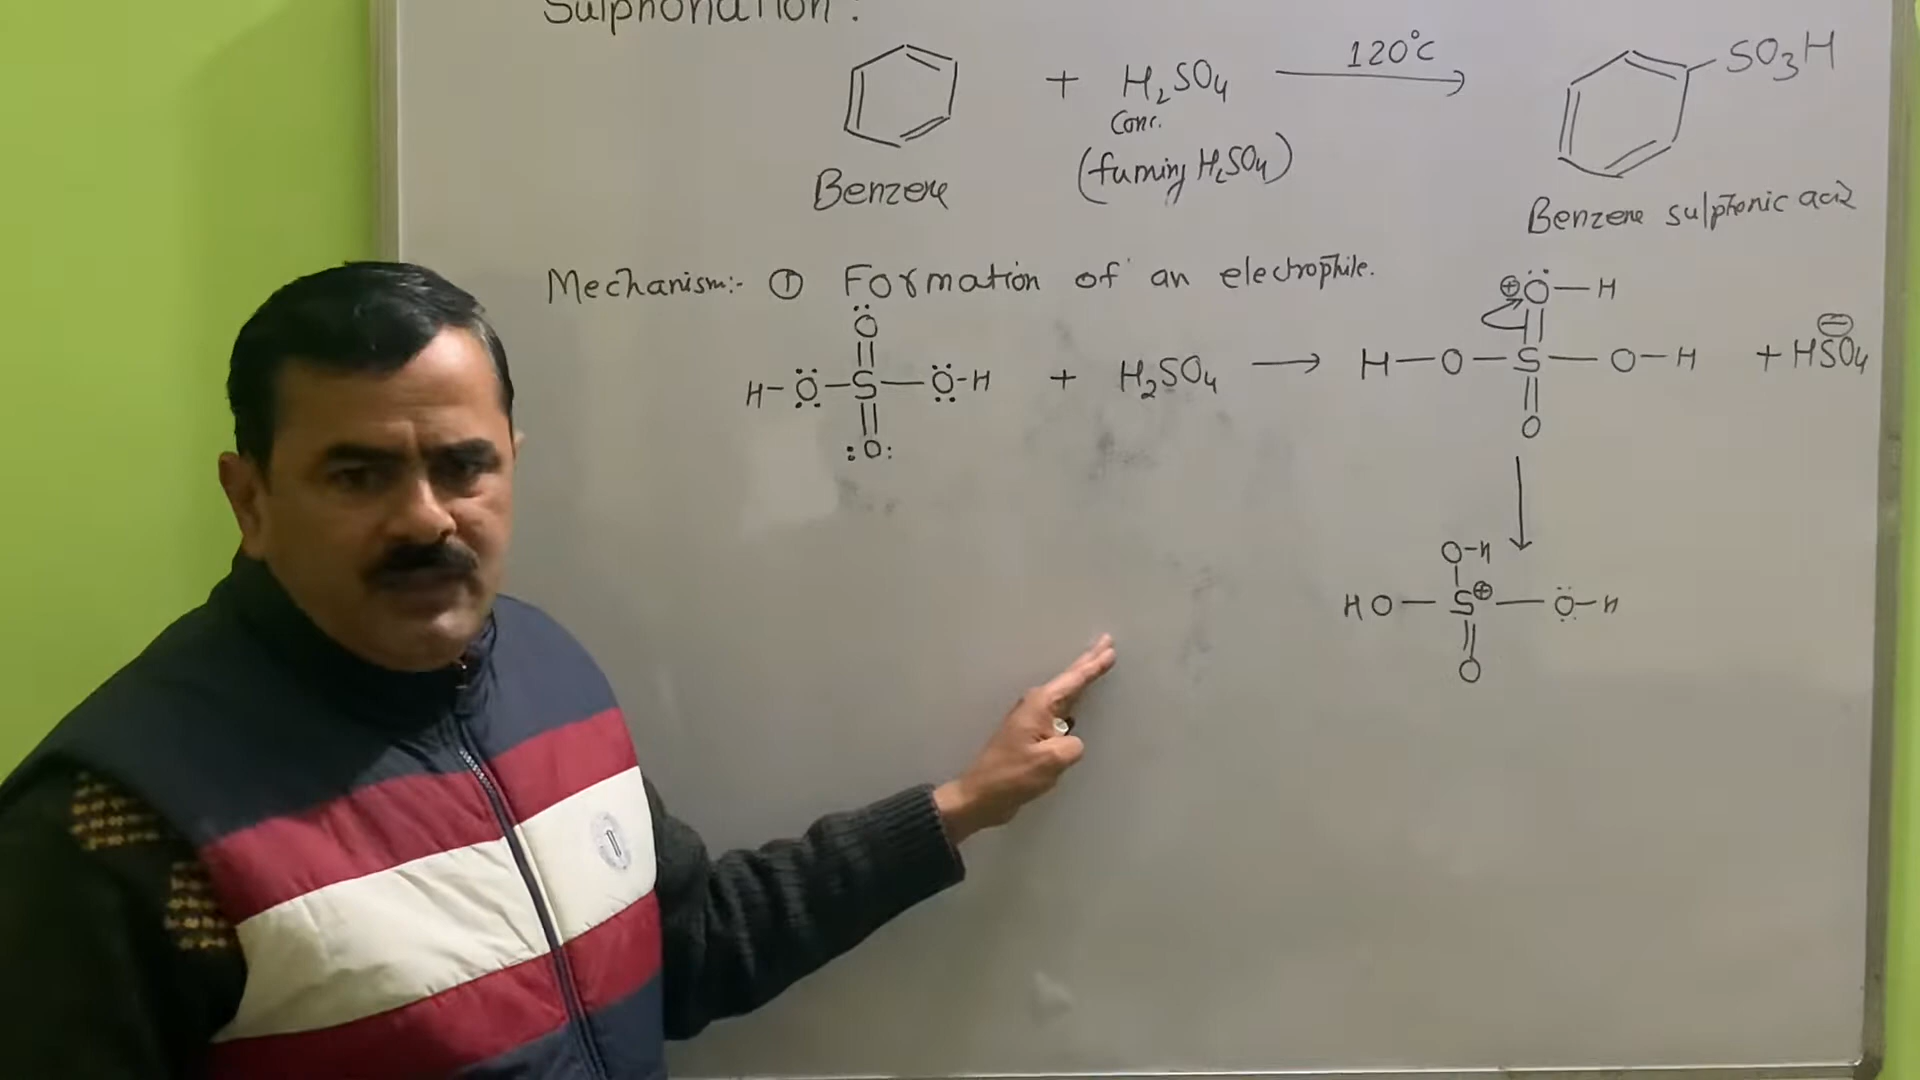 Sulphonation :
+ H₂SO₄ 120°C SO₃H
Conc.
(fuming H₂SO₄)
Benzene
Benzene sulphonic acid
Mechanism:- ① Formation of an electrophile.
⊕Ö—H
Ö
H—O—S—O—H + HSO₄⊖
H-Ö-S-Ö-H + H₂SO₄ →
O
:O:
O-H
HO—S⊕—Ö-H
O